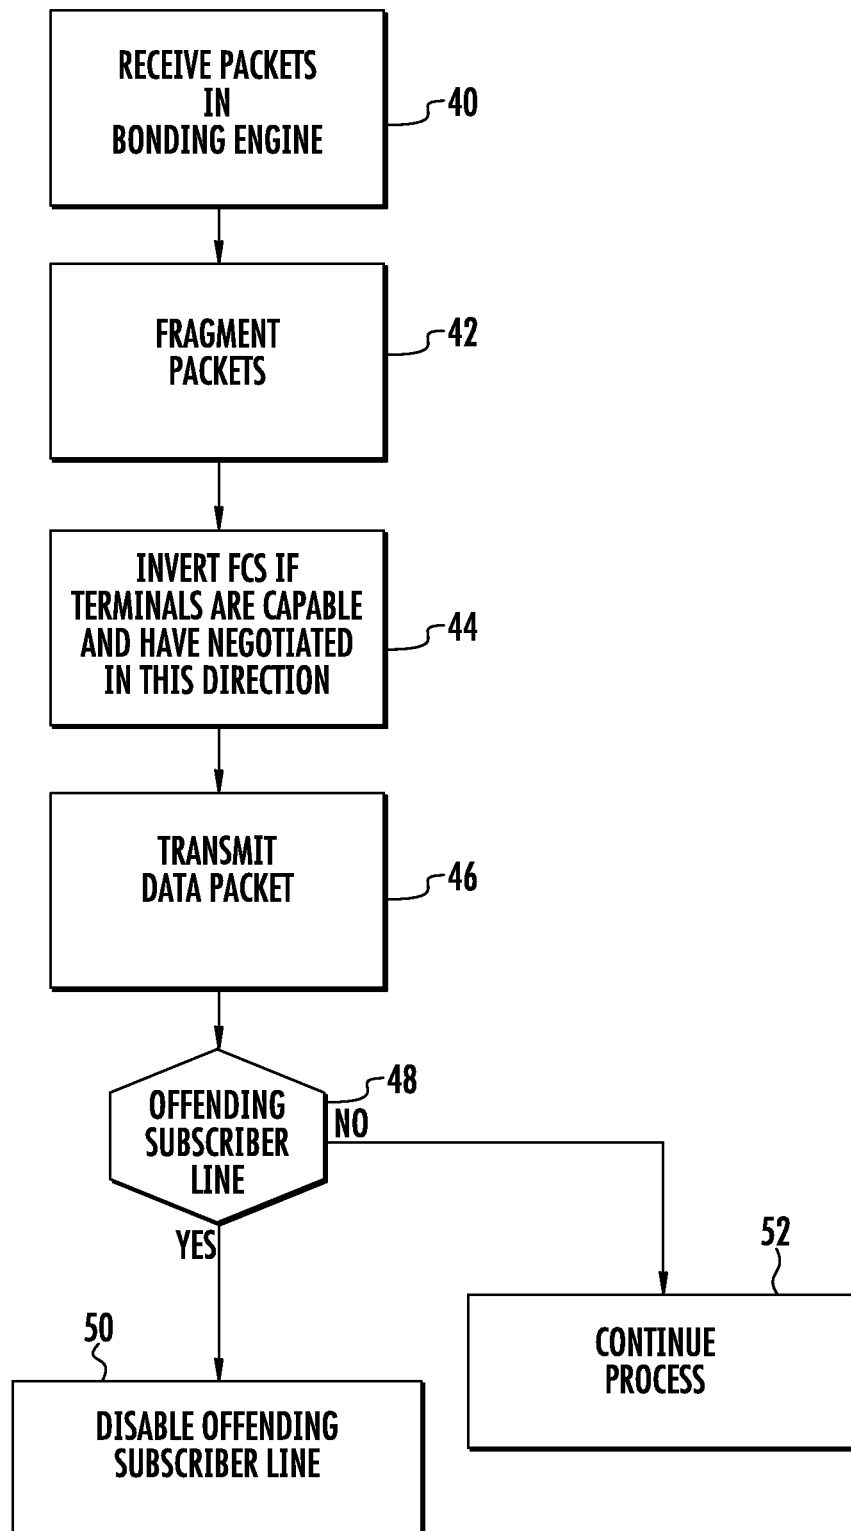 RECEIVE PACKETS
IN
BONDING ENGINE
40
FRAGMENT
PACKETS
42
INVERT FCS IF
TERMINALS ARE CAPABLE
AND HAVE NEGOTIATED
IN THIS DIRECTION
44
TRANSMIT
DATA PACKET
46
OFFENDING
SUBSCRIBER
LINE
48
NO
YES
52
CONTINUE
PROCESS
50
DISABLE OFFENDING
SUBSCRIBER LINE